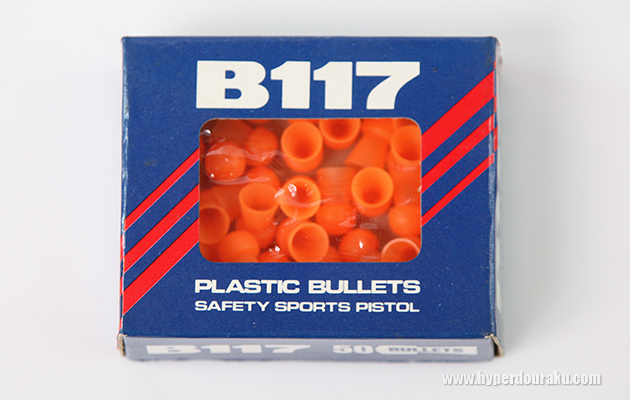 B117
PLASTIC BULLETS
SAFETY SPORTS PISTOL
B117 50 BULLETS
www.hyperdouraku.com